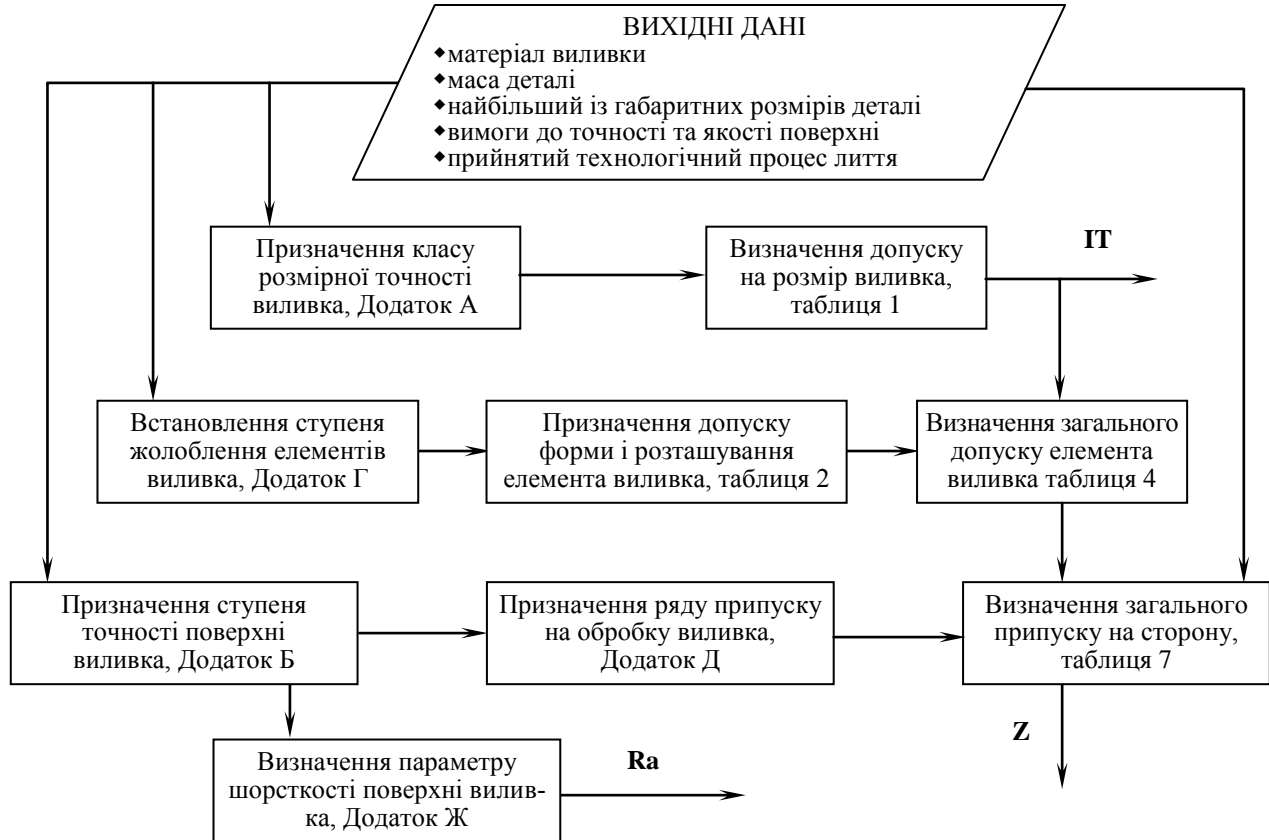 ВИХІДНІ ДАНІ
◆матеріал виливки
◆маса деталі
◆найбільший із габаритних розмірів деталі
◆вимоги до точності та якості поверхні
◆прийнятий технологічний процес лиття
Призначення класу
розмірної точності
виливка, Додаток А
Визначення допуску
на розмір виливка,
таблиця 1
IT
Встановлення ступеня
жолоблення елементів
виливка, Додаток Г
Призначення допуску
форми і розташування
елемента виливка, таблиця 2
Визначення загального
допуску елемента
виливка таблиця 4
Призначення ступеня
точності поверхні
виливка, Додаток Б
Призначення ряду припуску
на обробку виливка,
Додаток Д
Визначення загального
припуску на сторону,
таблиця 7
Z
Визначення параметру
шорсткості поверхні вилив-
ка, Додаток Ж
Ra